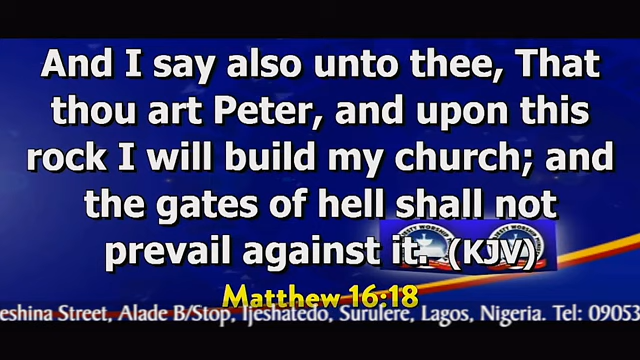 And I say also unto thee, That
thou art Peter, and upon this
rock I will build my church; and
the gates of hell shall not
prevail against it. (KJV)
Matthew 16:18
eshina Street, Alade B/Stop, Ijeshatedo, Surulere, Lagos, Nigeria. Tel: 09053